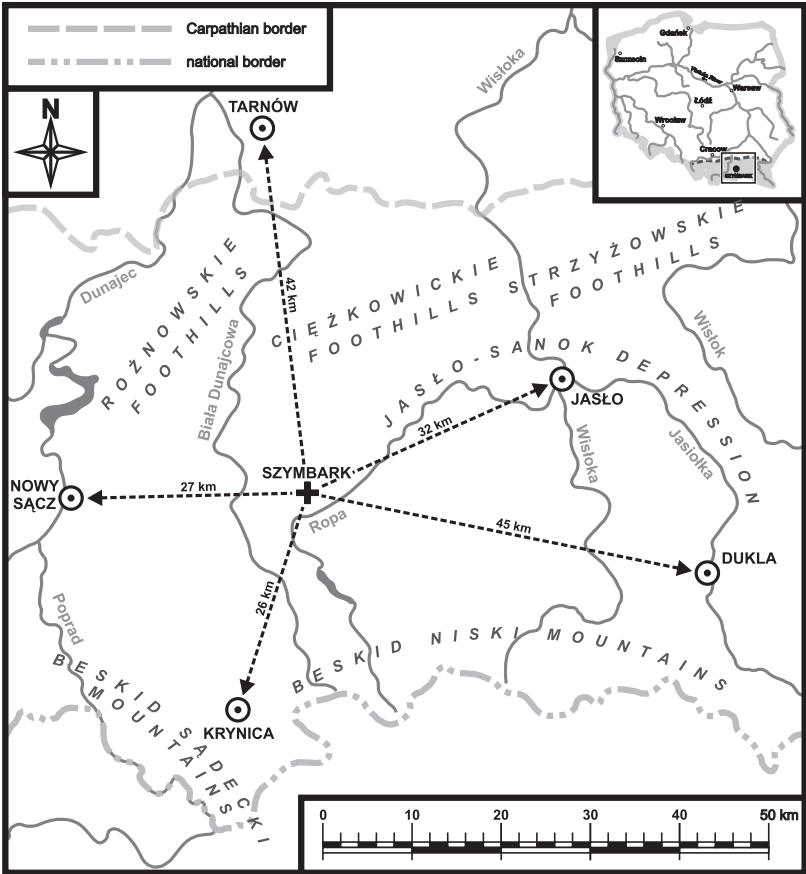 Carpathian border
national border
N
Gdańsk
Szczecin
Warsaw
Łódź
Wrocław
Cracow
SZYMBARK
Wisłoka
TARNÓW
Dunajec
ROŻNOWSKIE
FOOTHILLS
42 km
CIĘŻKOWICKIE
FOOTHILLS
STRZYŻOWSKIE
FOOTHILLS
Wisłok
Biała Dunajcowa
JASŁO-SANOK DEPRESSION
JASŁO
32 km
Wisłoka
Jasiołka
SZYMBARK
27 km
NOWY
SĄCZ
Ropa
45 km
DUKLA
26 km
Poprad
BESKID NISKI MOUNTAINS
BESKID SĄDECKI
MOUNTAINS
KRYNICA
0 10 20 30 40 50 km